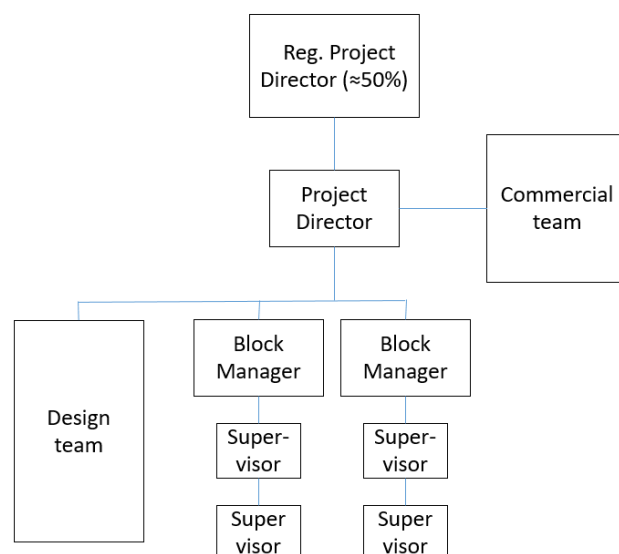 Reg. Project
Director (≈50%)
Project
Director
Commercial
team
Design
team
Block
Manager
Block
Manager
Super-
visor
Super-
visor
Super
visor
Super
visor